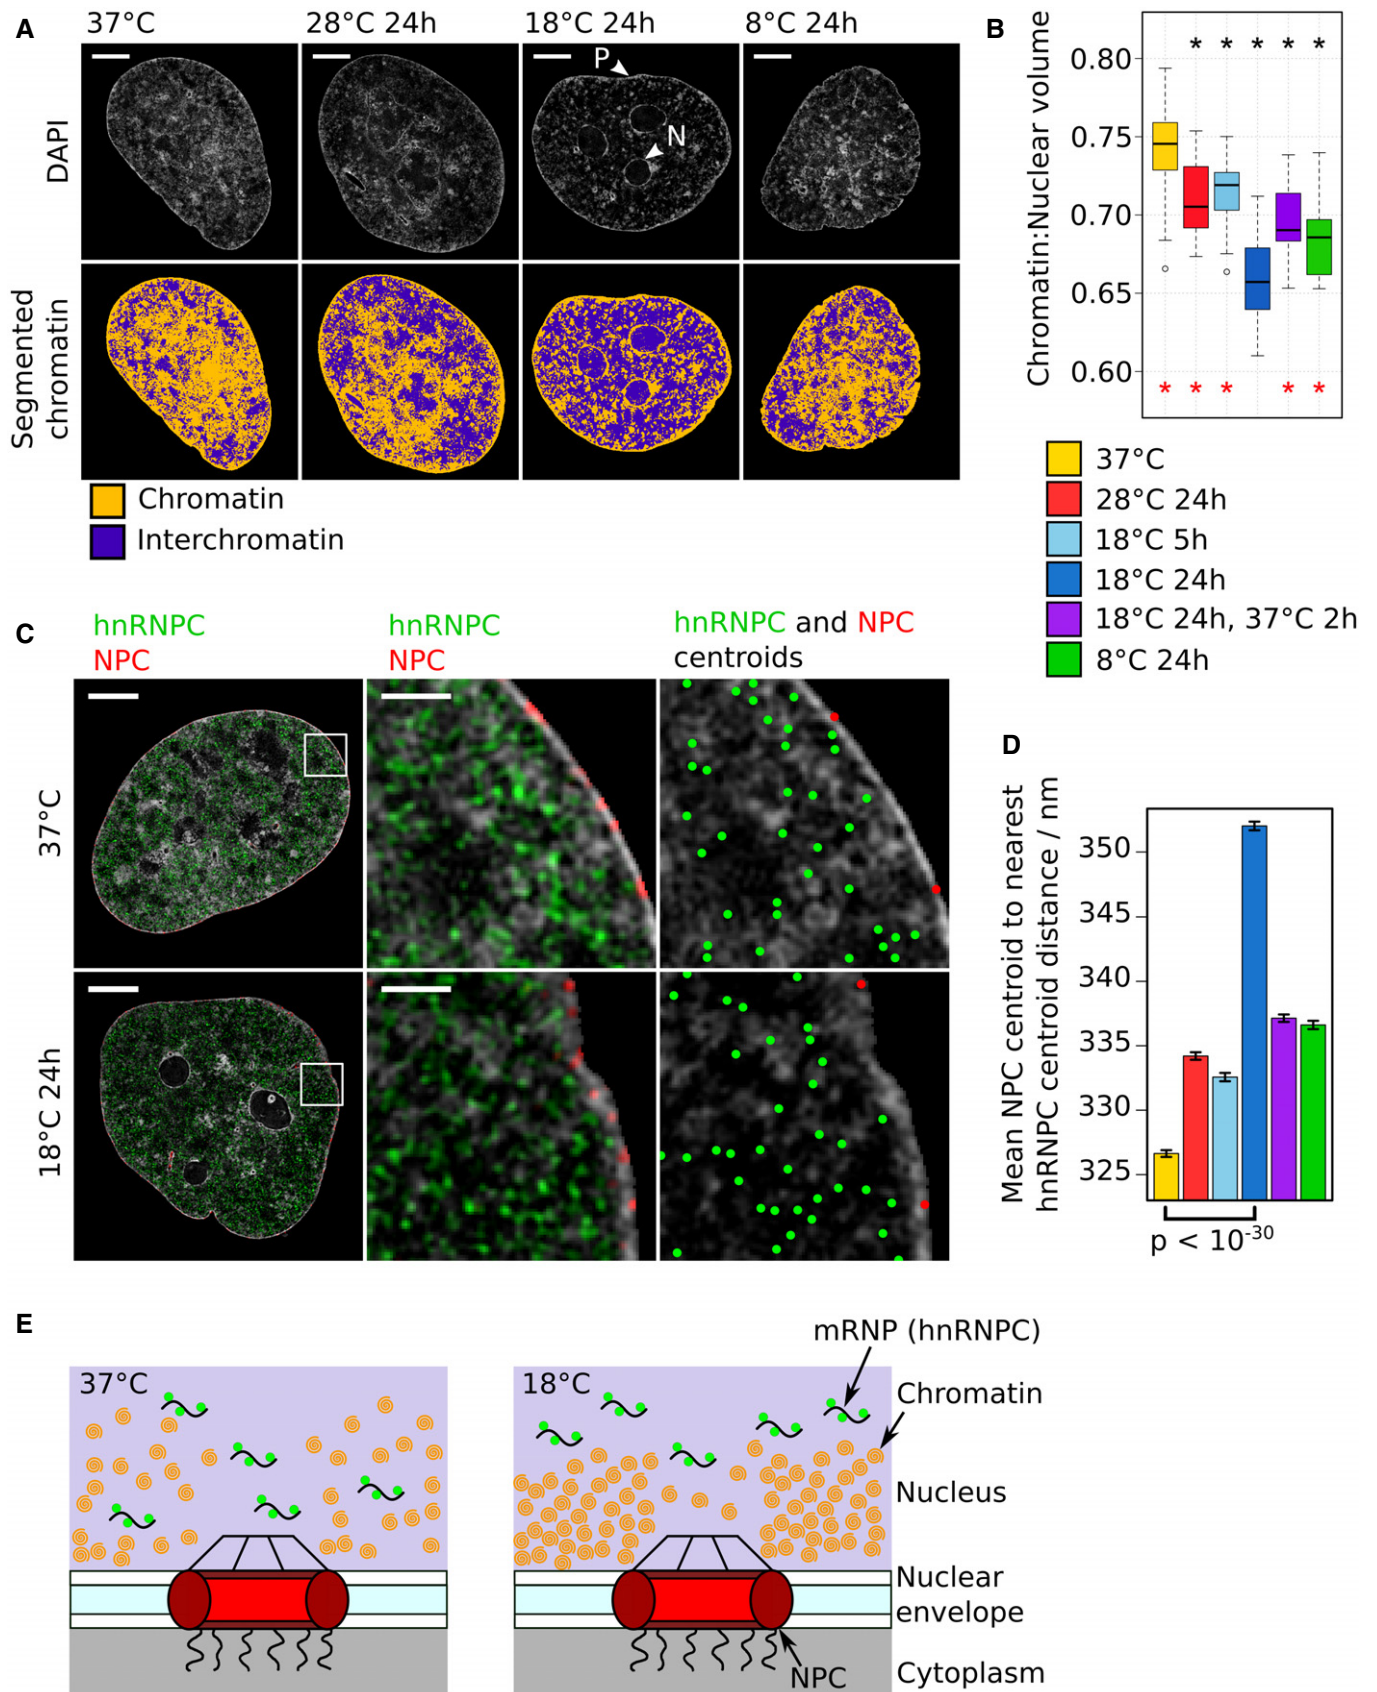 A
37°C
28°C 24h
18°C 24h
8°C 24h
DAPI
P
N
Segmented
chromatin
Chromatin
Interchromatin
B
Chromatin:Nuclear volume
0.80
0.75
0.70
0.65
0.60
* * * * *
* * * * *
37°C
28°C 24h
18°C 5h
18°C 24h
18°C 24h, 37°C 2h
8°C 24h
C
hnRNPC
NPC
hnRNPC
NPC
hnRNPC and NPC
centroids
37°C
18°C 24h
D
Mean NPC centroid to nearest
hnRNPC centroid distance / nm
350
345
340
335
330
325
p < 10⁻³⁰
E
37°C
18°C
mRNP (hnRNPC)
Chromatin
Nucleus
Nuclear
envelope
NPC
Cytoplasm